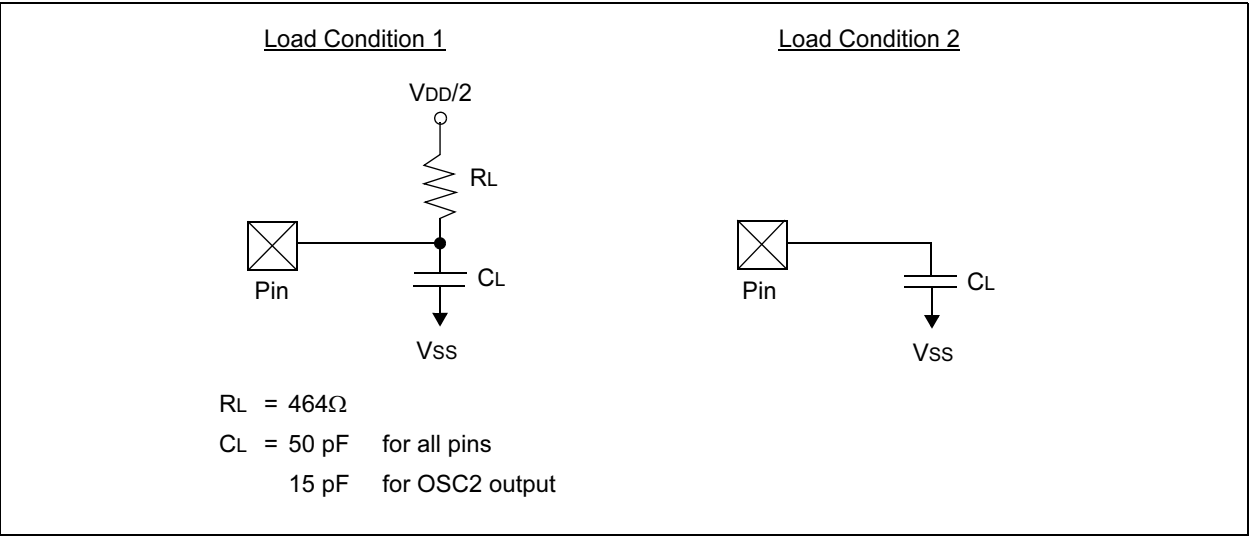 Load Condition 1
Load Condition 2
VDD/2
RL
CL
Pin
VSS
CL
Pin
VSS
RL = 464Ω
CL = 50 pF for all pins
15 pF for OSC2 output